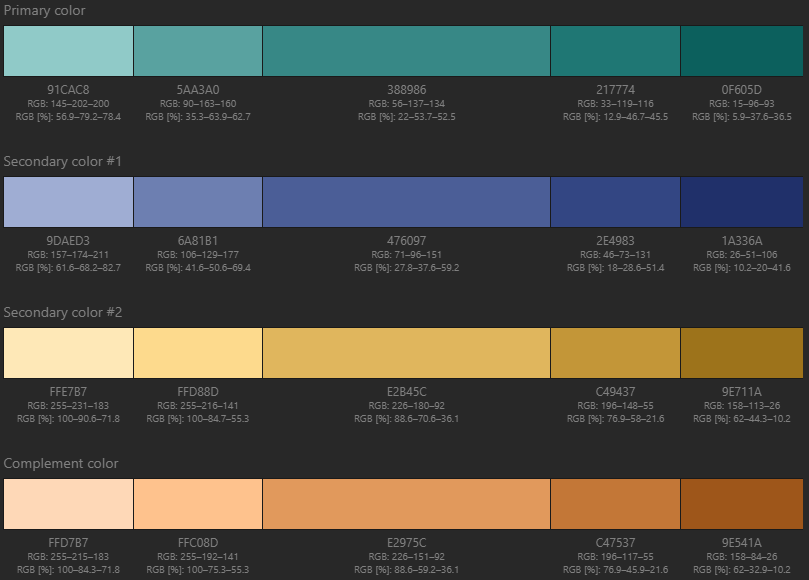 Primary color
91CAC8 5AA3A0 388986 217774 0F605D
RGB: 145–202–200 RGB: 90–163–160 RGB: 56–137–134 RGB: 33–119–116 RGB: 15–96–93
RGB [%]: 56.9–79.2–78.4 RGB [%]: 35.3–63.9–62.7 RGB [%]: 22–53.7–52.5 RGB [%]: 12.9–46.7–45.5 RGB [%]: 5.9–37.6–36.5
Secondary color #1
9DAED3 6A81B1 476097 2E4983 1A336A
RGB: 157–174–211 RGB: 106–129–177 RGB: 71–96–151 RGB: 46–73–131 RGB: 26–51–106
RGB [%]: 61.6–68.2–82.7 RGB [%]: 41.6–50.6–69.4 RGB [%]: 27.8–37.6–59.2 RGB [%]: 18–28.6–51.4 RGB [%]: 10.2–20–41.6
Secondary color #2
FFE7B7 FFD88D E2B45C C49437 9E711A
RGB: 255–231–183 RGB: 255–216–141 RGB: 226–180–92 RGB: 196–148–55 RGB: 158–113–26
RGB [%]: 100–90.6–71.8 RGB [%]: 100–84.7–55.3 RGB [%]: 88.6–70.6–36.1 RGB [%]: 76.9–58–21.6 RGB [%]: 62–44.3–10.2
Complement color
FFD7B7 FFC08D E2975C C47537 9E541A
RGB: 255–215–183 RGB: 255–192–141 RGB: 226–151–92 RGB: 196–117–55 RGB: 158–84–26
RGB [%]: 100–84.3–71.8 RGB [%]: 100–75.3–55.3 RGB [%]: 88.6–59.2–36.1 RGB [%]: 76.9–45.9–21.6 RGB [%]: 62–32.9–10.2